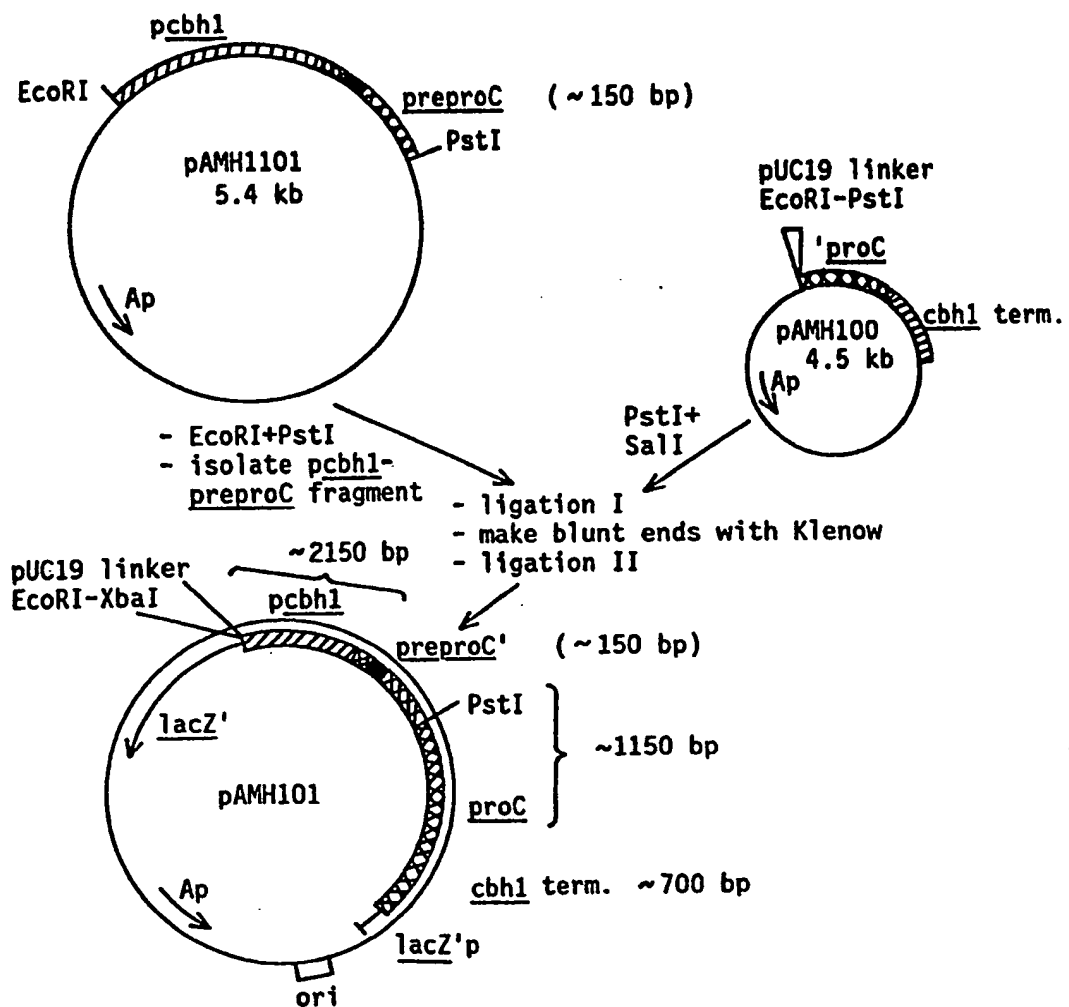 pcbh1
EcoRI
preproC (~150 bp)
PstI
pAMH1101
5.4 kb
Ap
pUC19 linker
EcoRI-PstI
'proC
cbh1 term.
pAMH100
4.5 kb
Ap
- EcoRI+PstI
- isolate pcbh1-
preproC fragment
PstI+
SalI
- ligation I
- make blunt ends with Klenow
- ligation II
~2150 bp
pUC19 linker
EcoRI-XbaI
pcbh1
preproC' (~150 bp)
PstI
lacZ'
~1150 bp
pAMH101
proC
Ap
cbh1 term. ~700 bp
lacZ'p
ori